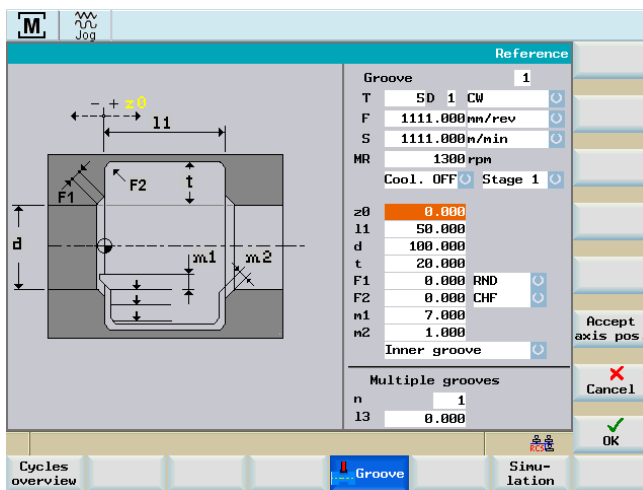 M
Jog
Reference
- + z0
l1
F1
F2
t
d
m1
m2
Groove 1
T 5 D 1 CW
F 1111.000 mm/rev
S 1111.000 m/min
MR 1300 rpm
Cool. OFF Stage 1
z0 0.000
l1 50.000
d 100.000
t 20.000
F1 0.000 RND
F2 0.000 CHF
m1 7.000
m2 1.000
Inner groove
Multiple grooves
n 1
l3 0.000
Accept
axis pos
Cancel
OK
RCS
Cycles
overview
Groove
Simu-
lation